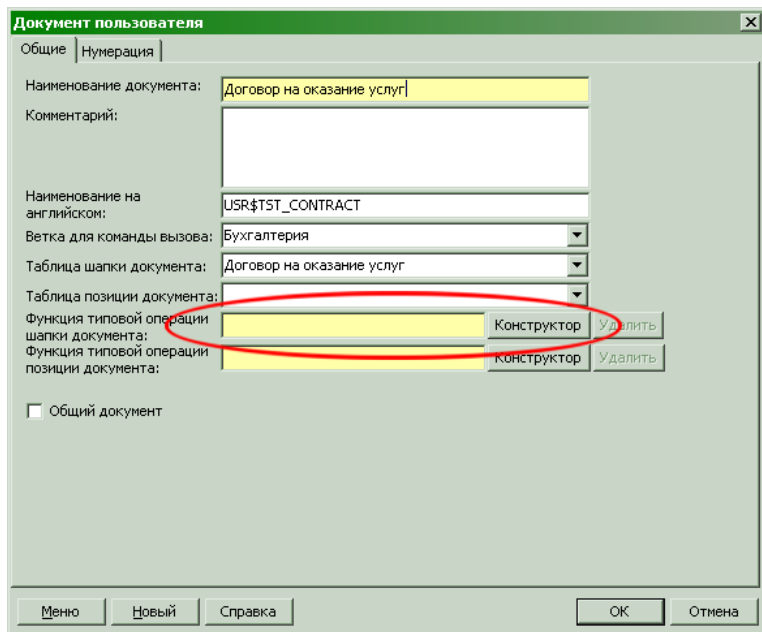 Документ пользователя
Общие Нумерация
Наименование документа: Договор на оказание услуг
Комментарий:
Наименование на
английском: USR$TST_CONTRACT
Ветка для команды вызова: Бухгалтерия
Таблица шапки документа: Договор на оказание услуг
Таблица позиции документа:
Функция типовой операции
шапки документа: Конструктор Удалить
Функция типовой операции
позиции документа: Конструктор Удалить
Общий документ
Меню Новый Справка OK Отмена